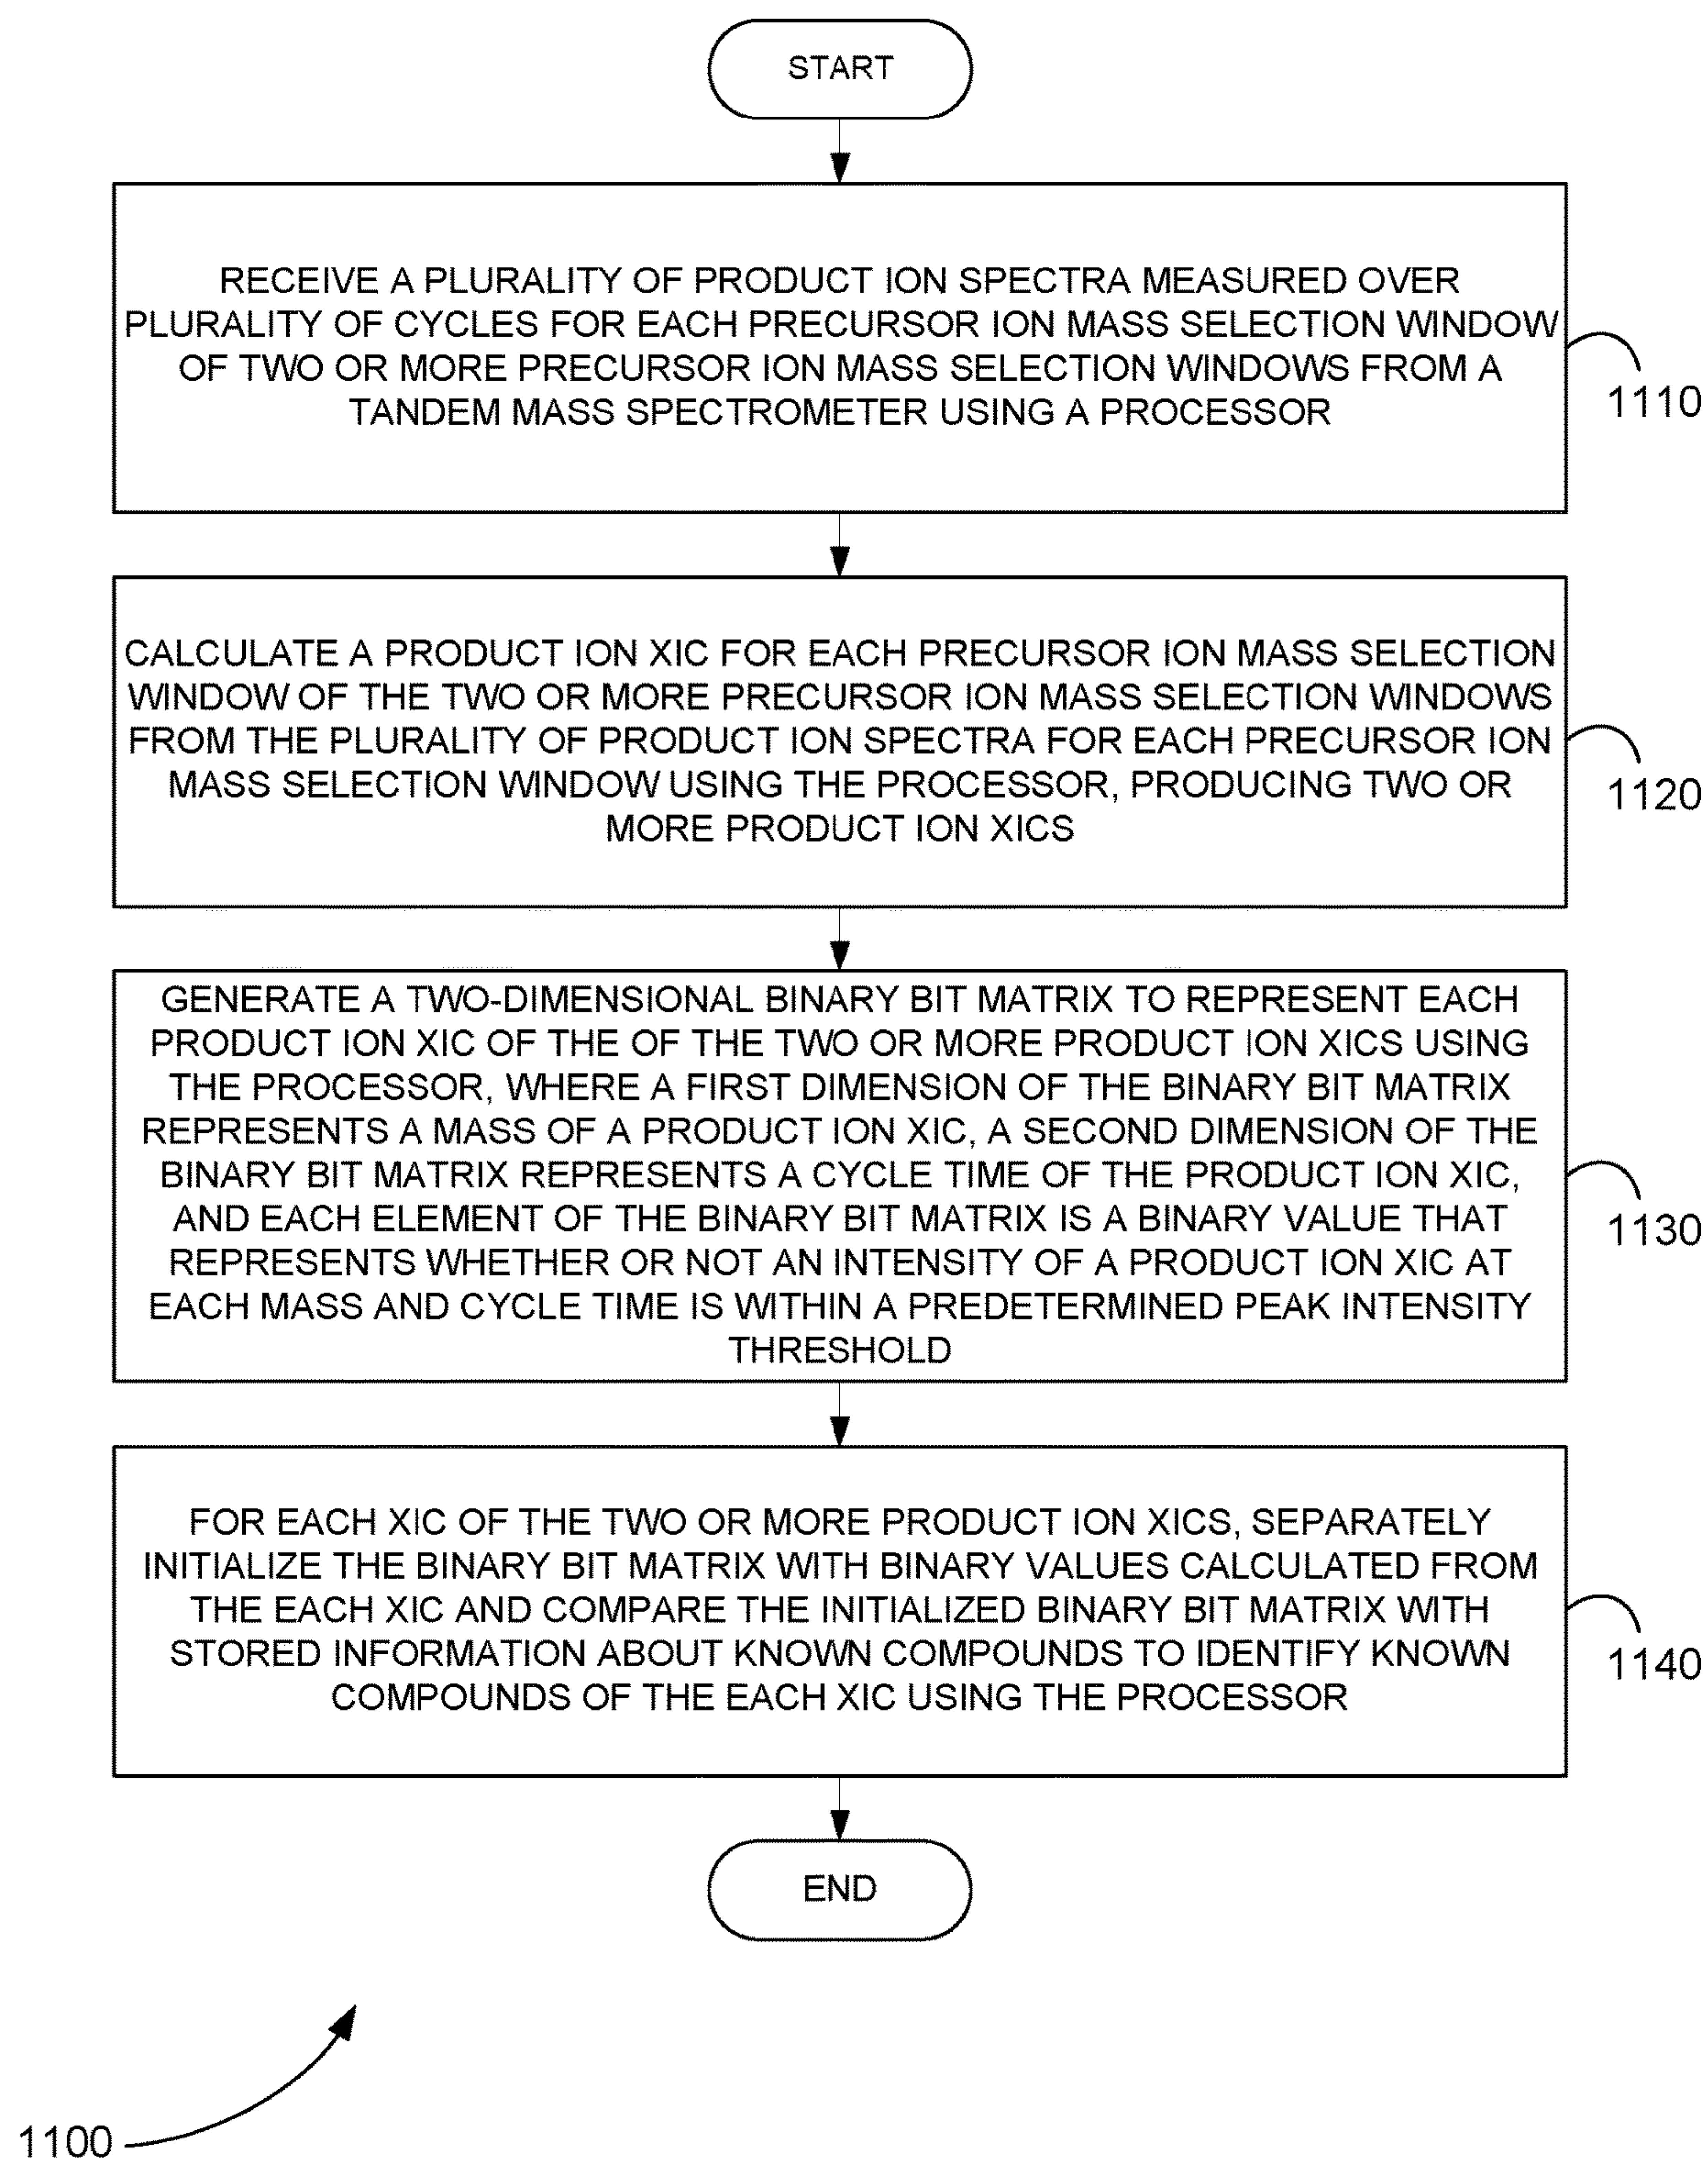 START
RECEIVE A PLURALITY OF PRODUCT ION SPECTRA MEASURED OVER
PLURALITY OF CYCLES FOR EACH PRECURSOR ION MASS SELECTION WINDOW
OF TWO OR MORE PRECURSOR ION MASS SELECTION WINDOWS FROM A
TANDEM MASS SPECTROMETER USING A PROCESSOR
1110
CALCULATE A PRODUCT ION XIC FOR EACH PRECURSOR ION MASS SELECTION
WINDOW OF THE TWO OR MORE PRECURSOR ION MASS SELECTION WINDOWS
FROM THE PLURALITY OF PRODUCT ION SPECTRA FOR EACH PRECURSOR ION
MASS SELECTION WINDOW USING THE PROCESSOR, PRODUCING TWO OR
MORE PRODUCT ION XICS
1120
GENERATE A TWO-DIMENSIONAL BINARY BIT MATRIX TO REPRESENT EACH
PRODUCT ION XIC OF THE OF THE TWO OR MORE PRODUCT ION XICS USING
THE PROCESSOR, WHERE A FIRST DIMENSION OF THE BINARY BIT MATRIX
REPRESENTS A MASS OF A PRODUCT ION XIC, A SECOND DIMENSION OF THE
BINARY BIT MATRIX REPRESENTS A CYCLE TIME OF THE PRODUCT ION XIC,
AND EACH ELEMENT OF THE BINARY BIT MATRIX IS A BINARY VALUE THAT
REPRESENTS WHETHER OR NOT AN INTENSITY OF A PRODUCT ION XIC AT
EACH MASS AND CYCLE TIME IS WITHIN A PREDETERMINED PEAK INTENSITY
THRESHOLD
1130
FOR EACH XIC OF THE TWO OR MORE PRODUCT ION XICS, SEPARATELY
INITIALIZE THE BINARY BIT MATRIX WITH BINARY VALUES CALCULATED FROM
THE EACH XIC AND COMPARE THE INITIALIZED BINARY BIT MATRIX WITH
STORED INFORMATION ABOUT KNOWN COMPOUNDS TO IDENTIFY KNOWN
COMPOUNDS OF THE EACH XIC USING THE PROCESSOR
1140
END
1100